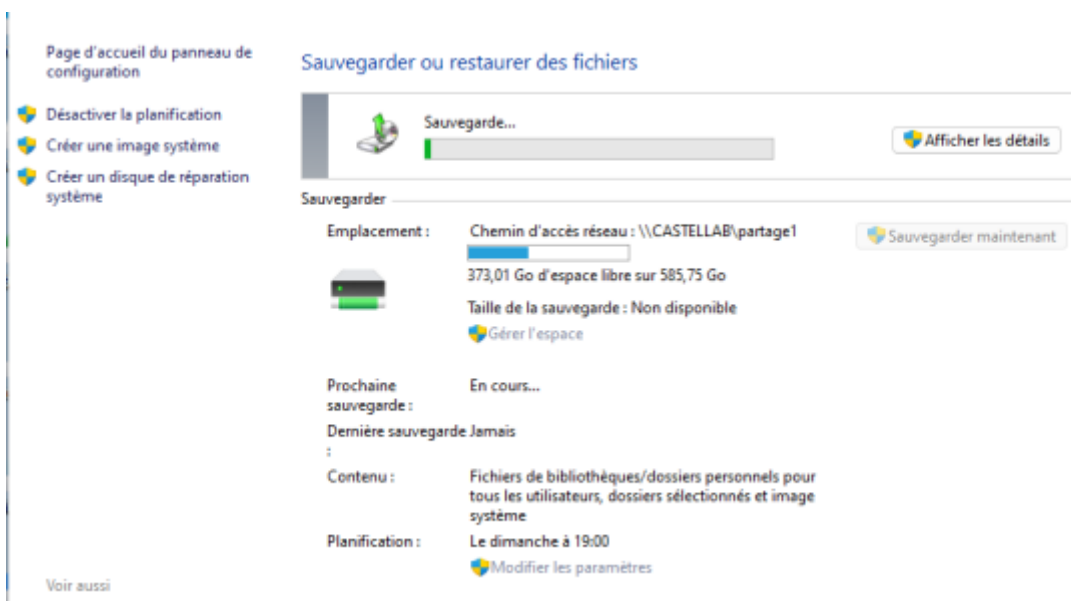 Page d'accueil du panneau de
configuration
Désactiver la planification
Créer une image système
Créer un disque de réparation
système
Voir aussi
Sauvegarder ou restaurer des fichiers
Sauvegarde...
Afficher les détails
Sauvegarder
Emplacement :
Chemin d'accès réseau : \\CASTELLAB\partage1
Sauvegarder maintenant
373,01 Go d'espace libre sur 585,75 Go
Taille de la sauvegarde : Non disponible
Gérer l'espace
Prochaine
sauvegarde :
En cours...
Dernière sauvegarde
:
Jamais
Contenu :
Fichiers de bibliothèques/dossiers personnels pour
tous les utilisateurs, dossiers sélectionnés et image
système
Planification :
Le dimanche à 19:00
Modifier les paramètres